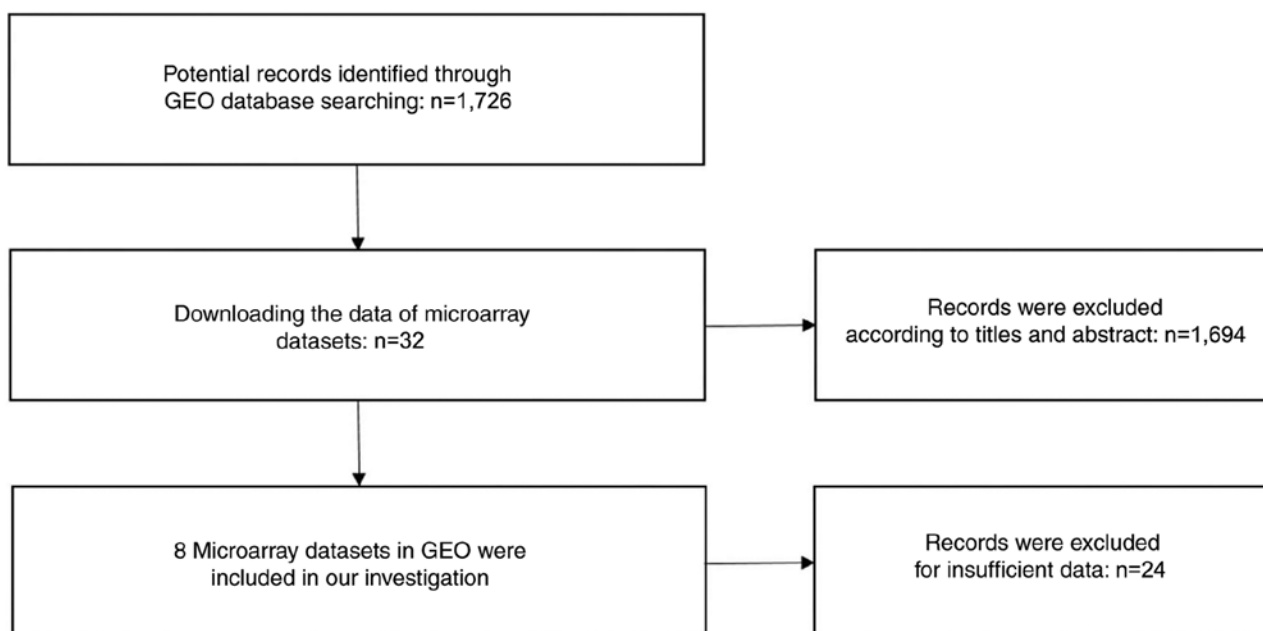 Potential records identified through
GEO database searching: n=1,726
Downloading the data of microarray
datasets: n=32
Records were excluded
according to titles and abstract: n=1,694
8 Microarray datasets in GEO were
included in our investigation
Records were excluded
for insufficient data: n=24